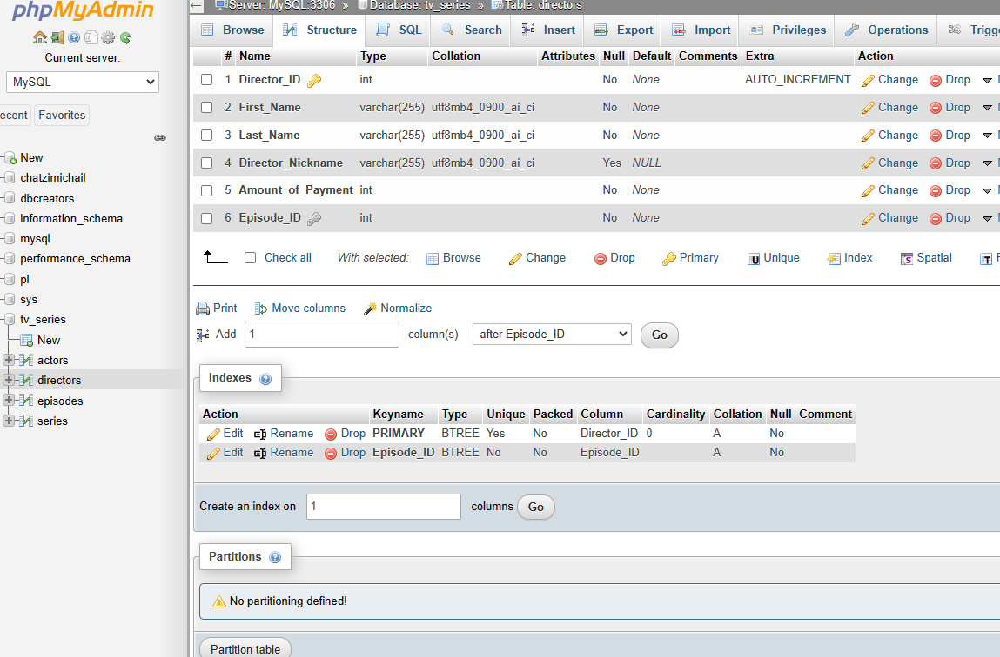 phpMyAdmin
Current server:
MySQL
ecent Favorites
New
chatzimichail
dbcreators
information_schema
mysql
performance_schema
pl
sys
tv_series
New
actors
directors
episodes
series
Server: MySQL:3306 » Database: tv_series » Table: directors
Browse Structure SQL Search Insert Export Import Privileges Operations Trigg
# Name Type Collation Attributes Null Default Comments Extra Action
1 Director_ID int No None AUTO_INCREMENT Change Drop
2 First_Name varchar(255) utf8mb4_0900_ai_ci No None Change Drop
3 Last_Name varchar(255) utf8mb4_0900_ai_ci No None Change Drop
4 Director_Nickname varchar(255) utf8mb4_0900_ai_ci Yes NULL Change Drop
5 Amount_of_Payment int No None Change Drop
6 Episode_ID int No None Change Drop
Check all With selected: Browse Change Drop Primary U Unique Index S Spatial T F
Print Move columns Normalize
Add 1 column(s) after Episode_ID Go
Indexes
Action Keyname Type Unique Packed Column Cardinality Collation Null Comment
Edit Rename Drop PRIMARY BTREE Yes No Director_ID 0 A No
Edit Rename Drop Episode_ID BTREE No No Episode_ID A No
Create an index on 1 columns Go
Partitions
No partitioning defined!
Partition table